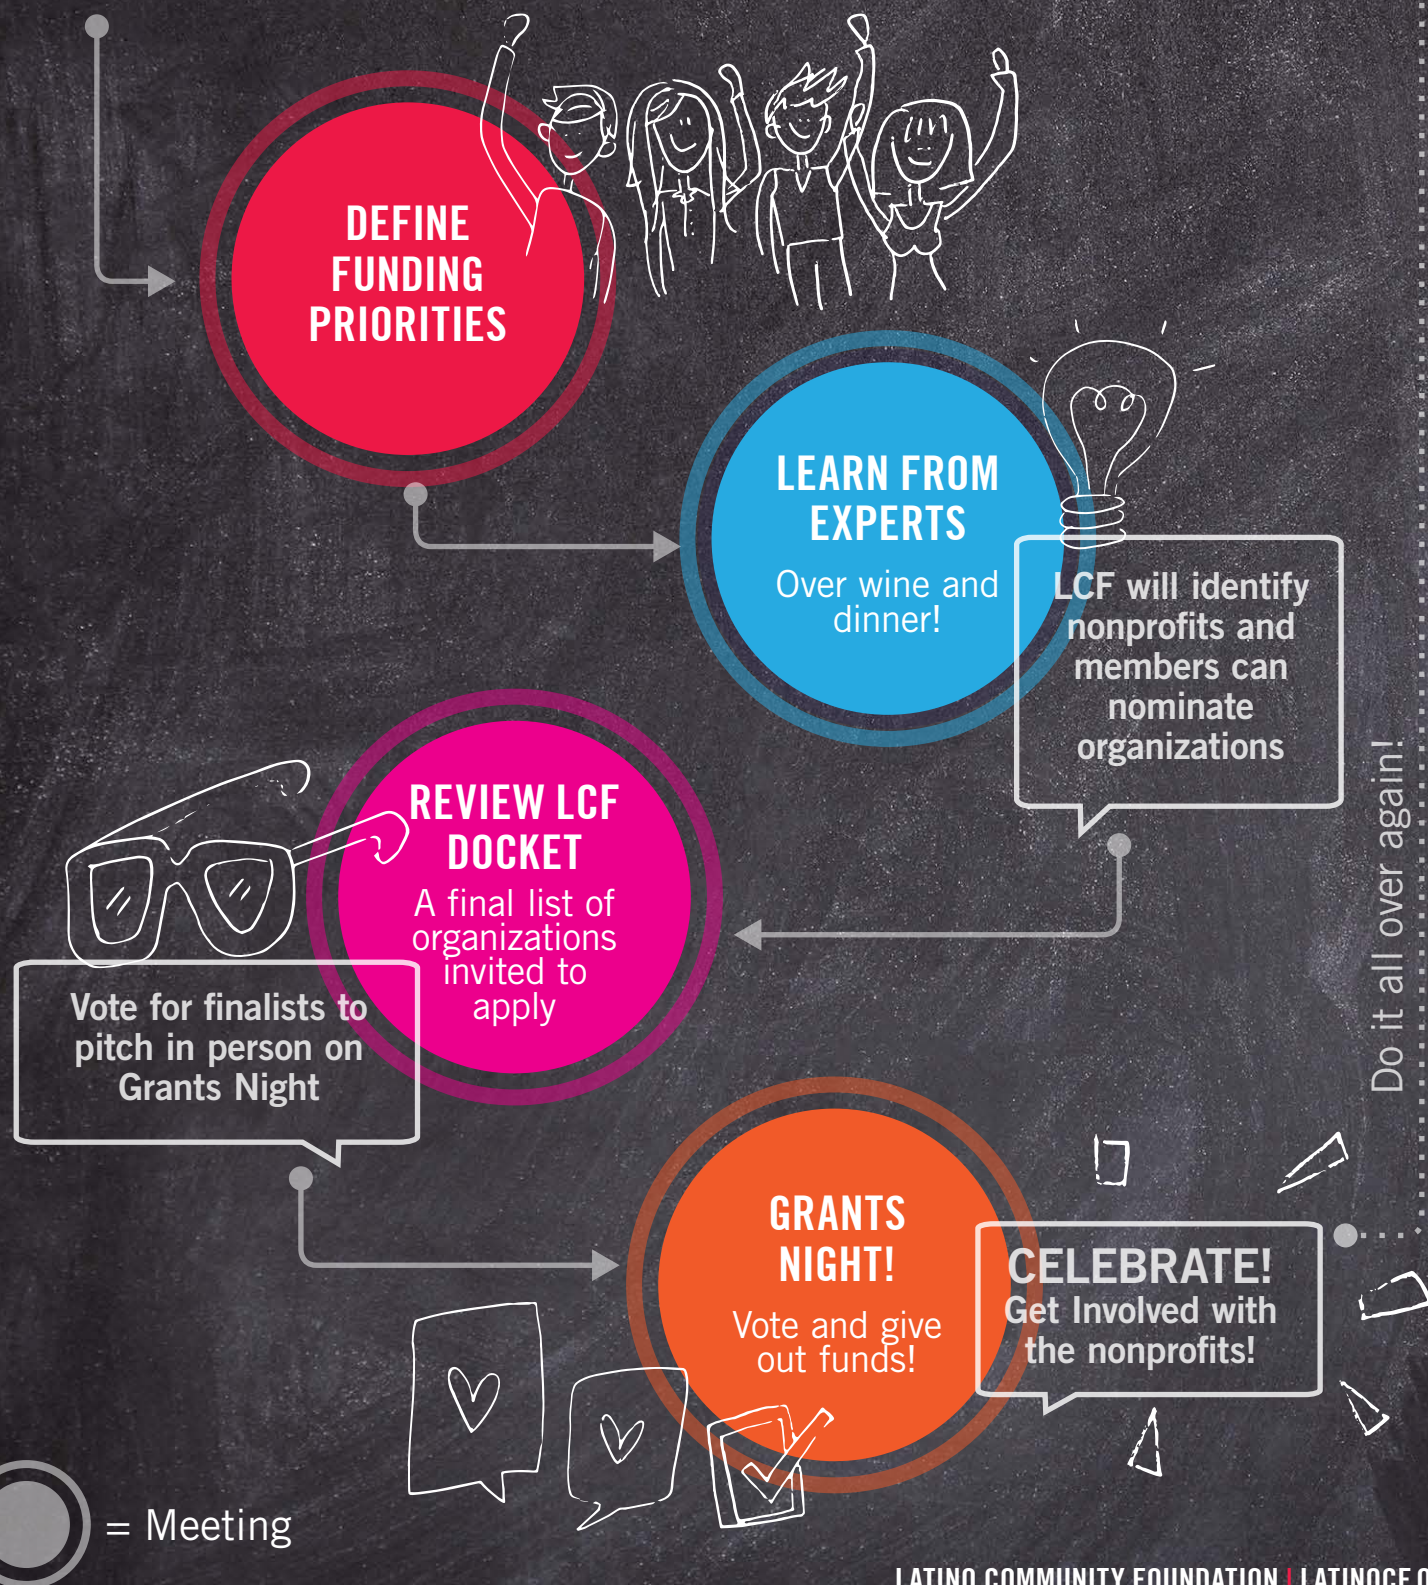 DEFINE
FUNDING
PRIORITIES
LEARN FROM
EXPERTS
Over wine and
dinner!
LCF will identify
nonprofits and
members can
nominate
organizations
REVIEW LCF
DOCKET
A final list of
organizations
invited to
apply
Vote for finalists to
pitch in person on
Grants Night
Do it all over again!
GRANTS
NIGHT!
Vote and give
out funds!
CELEBRATE!
Get Involved with
the nonprofits!
= Meeting
LATINO COMMUNITY FOUNDATION |